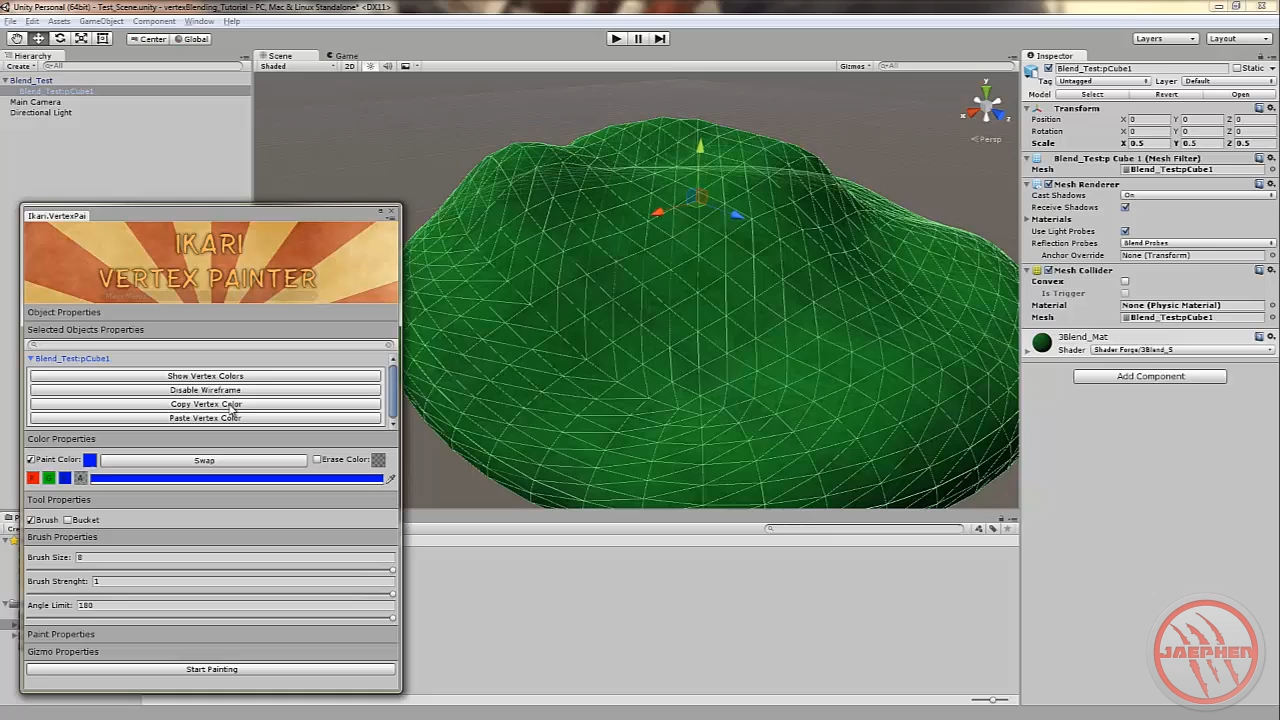 Unity Personal (64bit) - Test_Scene.unity - vertexBlending_Tutorial - PC, Mac & Linux Standalone* <DX11>
File Edit Assets GameObject Component Window Help
Center Global Layers Layout
Hierarchy Scene Game Inspector
Create All Shaded 2D Gizmos All
Blend_Test
Blend_Test:pCube1
Main Camera
Directional Light
y
x
z
Persp
Blend_Test:pCube1 Static
Tag Untagged Layer Default
Model Select Revert Open
Transform
Position X 0 Y 0 Z 0
Rotation X 0 Y 0 Z 0
Scale X 0.5 Y 0.5 Z 0.5
Blend_Test:p Cube 1 (Mesh Filter)
Mesh Blend_Test:pCube1
Mesh Renderer
Cast Shadows On
Receive Shadows
Materials
Use Light Probes
Reflection Probes Blend Probes
Anchor Override None (Transform)
Mesh Collider
Convex
Is Trigger
Material None (Physic Material)
Mesh Blend_Test:pCube1
3Blend_Mat
Shader Shader Forge/3Blend_S
Add Component
Ikari.VertexPai
IKARI
VERTEX PAINTER
Object Properties
Selected Objects Properties
Blend_Test:pCube1
Show Vertex Colors
Disable Wireframe
Copy Vertex Color
Paste Vertex Color
Color Properties
Paint Color: Swap Erase Color:
R G A
Tool Properties
Brush Bucket
Brush Properties
Brush Size: 8
Brush Strenght: 1
Angle Limit: 180
Paint Properties
Gizmo Properties
Start Painting
JAEPHEN